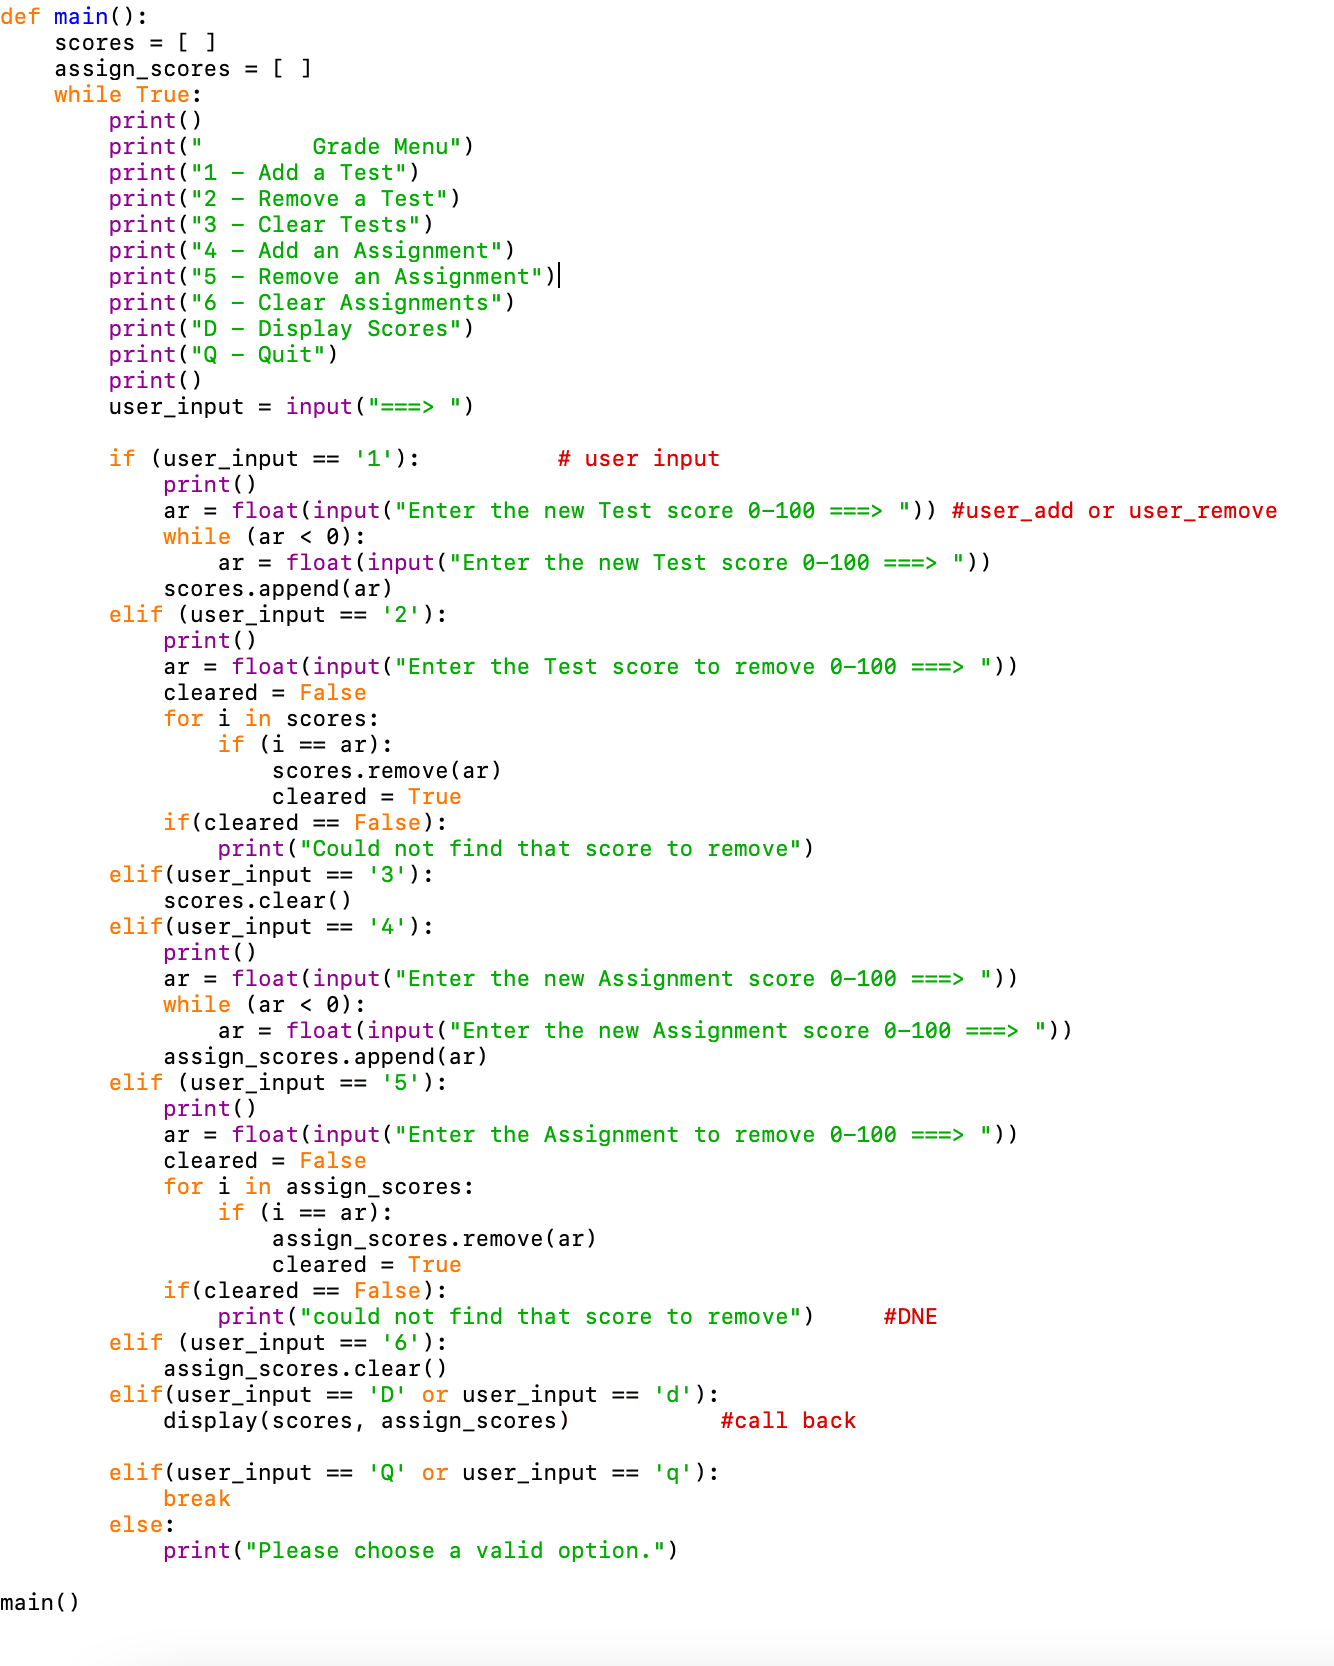 def main():
    scores = [ ]
    assign_scores = [ ]
    while True:
        print()
        print("        Grade Menu")
        print("1 – Add a Test")
        print("2 – Remove a Test")
        print("3 – Clear Tests")
        print("4 – Add an Assignment")
        print("5 – Remove an Assignment")
        print("6 – Clear Assignments")
        print("D – Display Scores")
        print("Q – Quit")
        print()
        user_input = input("===> ")

        if (user_input == '1'):          # user input
            print()
            ar = float(input("Enter the new Test score 0–100 ===> ")) #user_add or user_remove
            while (ar < 0):
                ar = float(input("Enter the new Test score 0–100 ===> "))
            scores.append(ar)
        elif (user_input == '2'):
            print()
            ar = float(input("Enter the Test score to remove 0–100 ===> "))
            cleared = False
            for i in scores:
                if (i == ar):
                    scores.remove(ar)
                    cleared = True
            if(cleared == False):
                print("Could not find that score to remove")
        elif(user_input == '3'):
            scores.clear()
        elif(user_input == '4'):
            print()
            ar = float(input("Enter the new Assignment score 0–100 ===> "))
            while (ar < 0):
                ar = float(input("Enter the new Assignment score 0–100 ===> "))
            assign_scores.append(ar)
        elif (user_input == '5'):
            print()
            ar = float(input("Enter the Assignment to remove 0–100 ===> "))
            cleared = False
            for i in assign_scores:
                if (i == ar):
                    assign_scores.remove(ar)
                    cleared = True
            if(cleared == False):
                print("could not find that score to remove")     #DNE
        elif (user_input == '6'):
            assign_scores.clear()
        elif(user_input == 'D' or user_input == 'd'):
            display(scores, assign_scores)           #call back

        elif(user_input == 'Q' or user_input == 'q'):
            break
        else:
            print("Please choose a valid option.")

main()